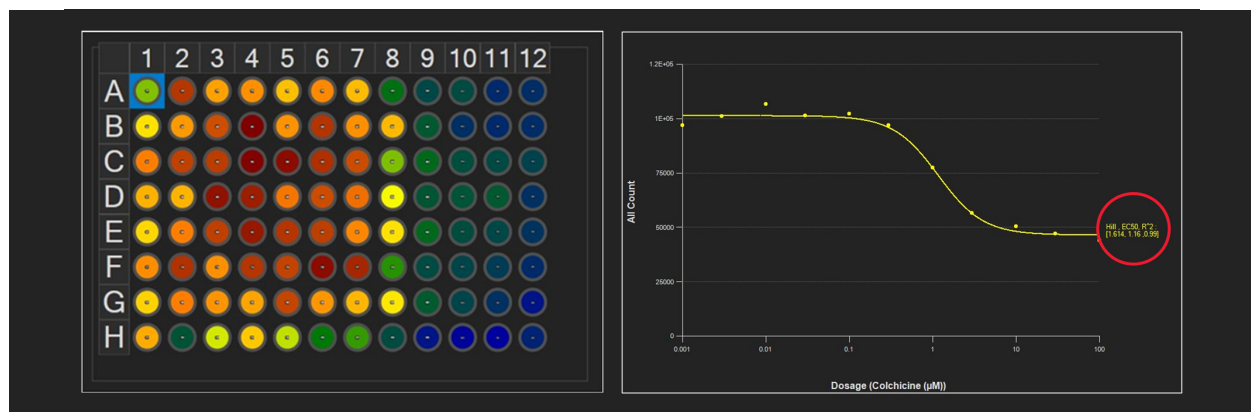 1 2 3 4 5 6 7 8 9 10 11 12
A
B
C
D
E
F
G
H
1.2E+05
1E+05
75000
50000
25000
0
All Count
0.001 0.01 0.1 1 10 100
Dosage (Colchicine (µM))
Hill , EC50, R^2 :
[1.614, 1.16 ,0.99]